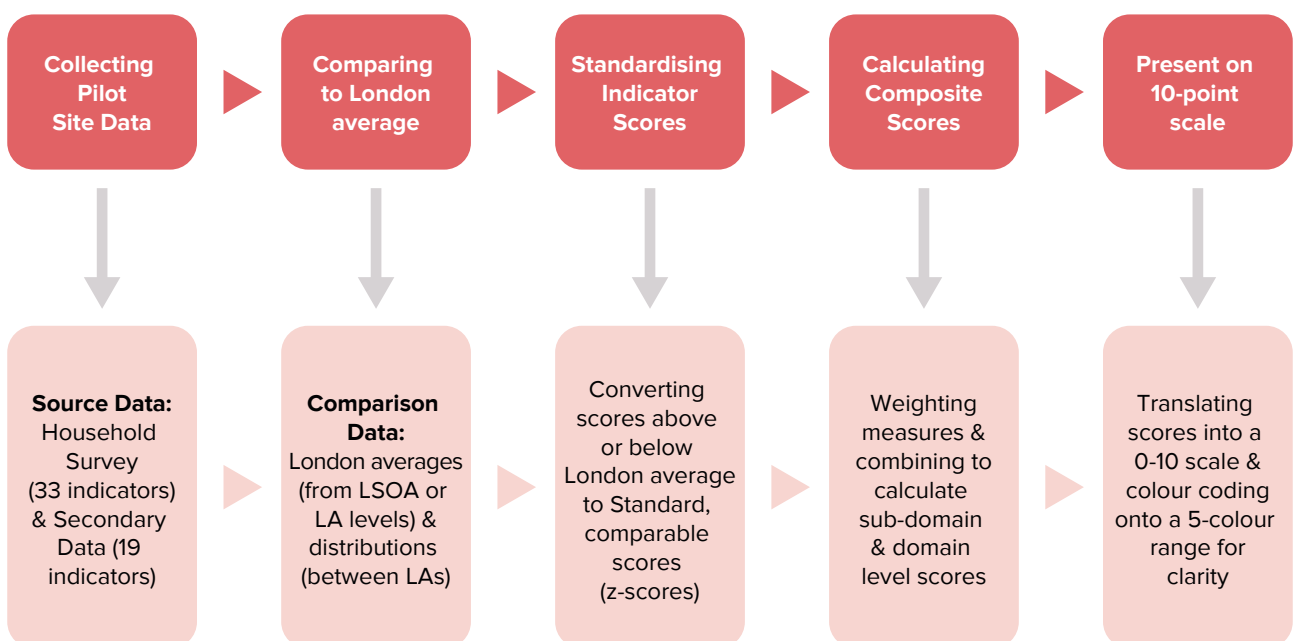 Collecting
Pilot
Site Data
Comparing
to London
average
Standardising
Indicator
Scores
Calculating
Composite
Scores
Present on
10-point
scale
Source Data:
Household
Survey
(33 indicators)
& Secondary
Data (19
indicators)
Comparison
Data:
London averages
(from LSOA or
LA levels) &
distributions
(between LAs)
Converting
scores above
or below
London average
to Standard,
comparable
scores
(z-scores)
Weighting
measures &
combining to
calculate
sub-domain
& domain
level scores
Translating
scores into a
0-10 scale &
colour coding
onto a 5-colour
range for
clarity